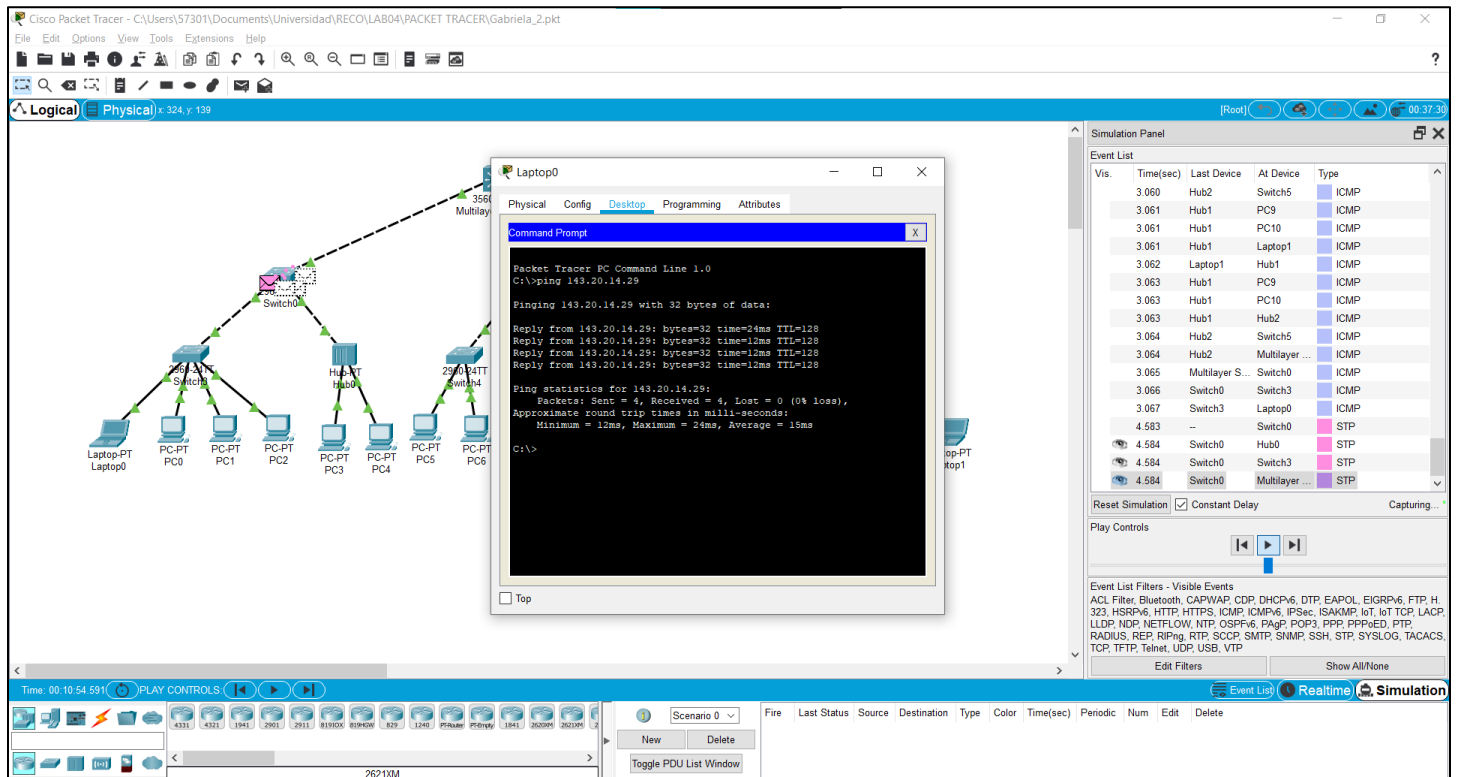 Cisco Packet Tracer - C:\Users\57301\Documents\Universidad\RECO\LAB04\PACKET TRACER\Gabriela_2.pkt
File Edit Options View Tools Extensions Help
?
Logical Physical x: 324, y: 139
[Root] 00:37:30
3560
Multilay
Switch0
2960-24TT
Switch3
Hub-PT
Hub0
2960-24TT
Switch4
Laptop-PT
Laptop0
PC-PT
PC0
PC-PT
PC1
PC-PT
PC2
PC-PT
PC3
PC-PT
PC4
PC-PT
PC5
PC-PT
PC6
op-PT
top1
Laptop0
Physical Config Desktop Programming Attributes
Command Prompt
X
Packet Tracer PC Command Line 1.0
C:\>ping 143.20.14.29
Pinging 143.20.14.29 with 32 bytes of data:
Reply from 143.20.14.29: bytes=32 time=24ms TTL=128
Reply from 143.20.14.29: bytes=32 time=12ms TTL=128
Reply from 143.20.14.29: bytes=32 time=12ms TTL=128
Reply from 143.20.14.29: bytes=32 time=12ms TTL=128
Ping statistics for 143.20.14.29:
Packets: Sent = 4, Received = 4, Lost = 0 (0% loss),
Approximate round trip times in milli-seconds:
Minimum = 12ms, Maximum = 24ms, Average = 15ms
C:\>
Top
Simulation Panel
Event List
Vis. Time(sec) Last Device At Device Type
3.060 Hub2 Switch5 ICMP
3.061 Hub1 PC9 ICMP
3.061 Hub1 PC10 ICMP
3.061 Hub1 Laptop1 ICMP
3.062 Laptop1 Hub1 ICMP
3.063 Hub1 PC9 ICMP
3.063 Hub1 PC10 ICMP
3.063 Hub1 Hub2 ICMP
3.064 Hub2 Switch5 ICMP
3.064 Hub2 Multilayer ... ICMP
3.065 Multilayer S... Switch0 ICMP
3.066 Switch0 Switch3 ICMP
3.067 Switch3 Laptop0 ICMP
4.583 -- Switch0 STP
4.584 Switch0 Hub0 STP
4.584 Switch0 Switch3 STP
4.584 Switch0 Multilayer ... STP
Reset Simulation Constant Delay Capturing...
Play Controls
Event List Filters - Visible Events
ACL Filter, Bluetooth, CAPWAP, CDP, DHCPv6, DTP, EAPOL, EIGRPv6, FTP, H.
323, HSRPv6, HTTP, HTTPS, ICMP, ICMPv6, IPSec, ISAKMP, IoT, IoT TCP, LACP,
LLDP, NDP, NETFLOW, NTP, OSPFv6, PAgP, POP3, PPP, PPPoED, PTP,
RADIUS, REP, RIPng, RTP, SCCP, SMTP, SNMP, SSH, STP, SYSLOG, TACACS,
TCP, TFTP, Telnet, UDP, USB, VTP
Edit Filters Show All/None
Time: 00:10:54.591 PLAY CONTROLS:
Event List Realtime Simulation
4331 4321 1941 2901 2911 819IOX 819HGW 829 1240 PT-Router PT-Empty 1841 2620XM 2621XM 2
2621XM
Scenario 0
New Delete
Toggle PDU List Window
Fire Last Status Source Destination Type Color Time(sec) Periodic Num Edit Delete